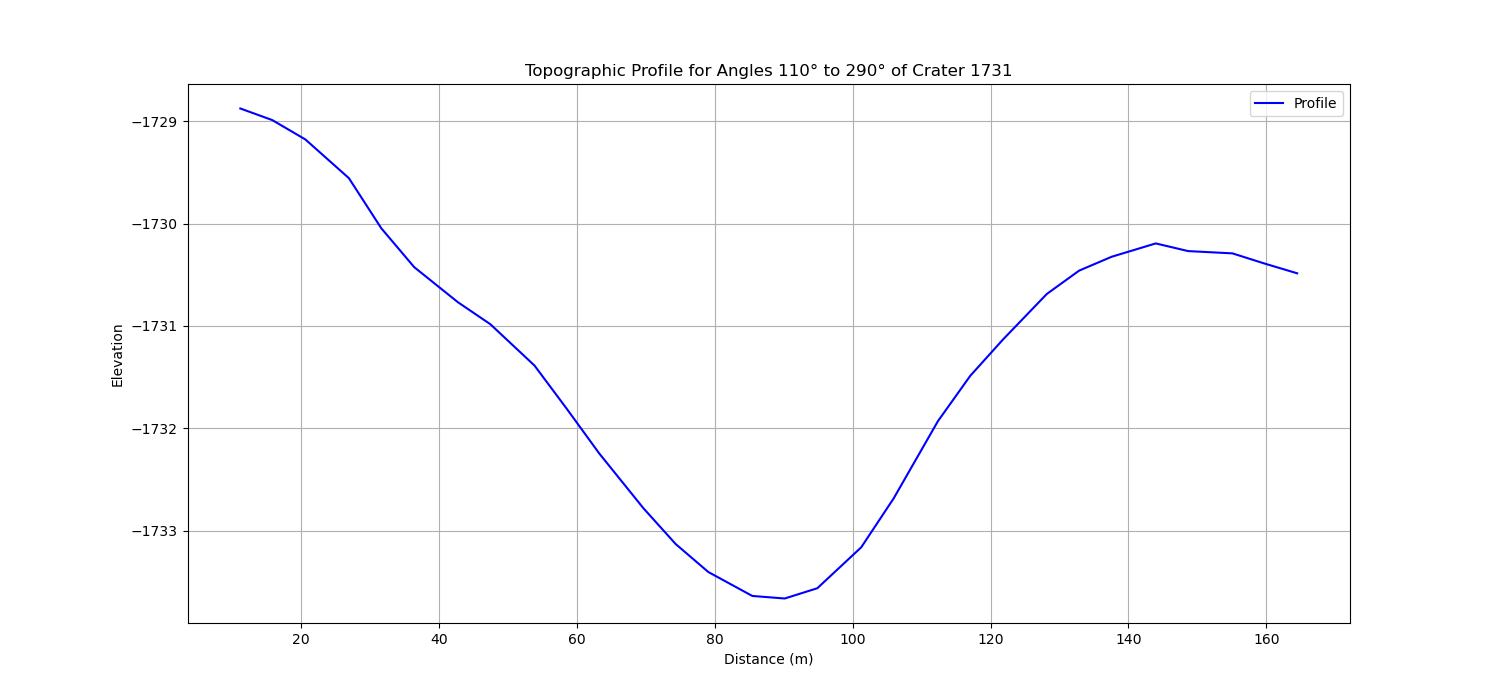 Topographic Profile for Angles 110° to 290° of Crater 1731
Profile
−1729
−1730
−1731
−1732
−1733
Elevation
20 40 60 80 100 120 140 160
Distance (m)